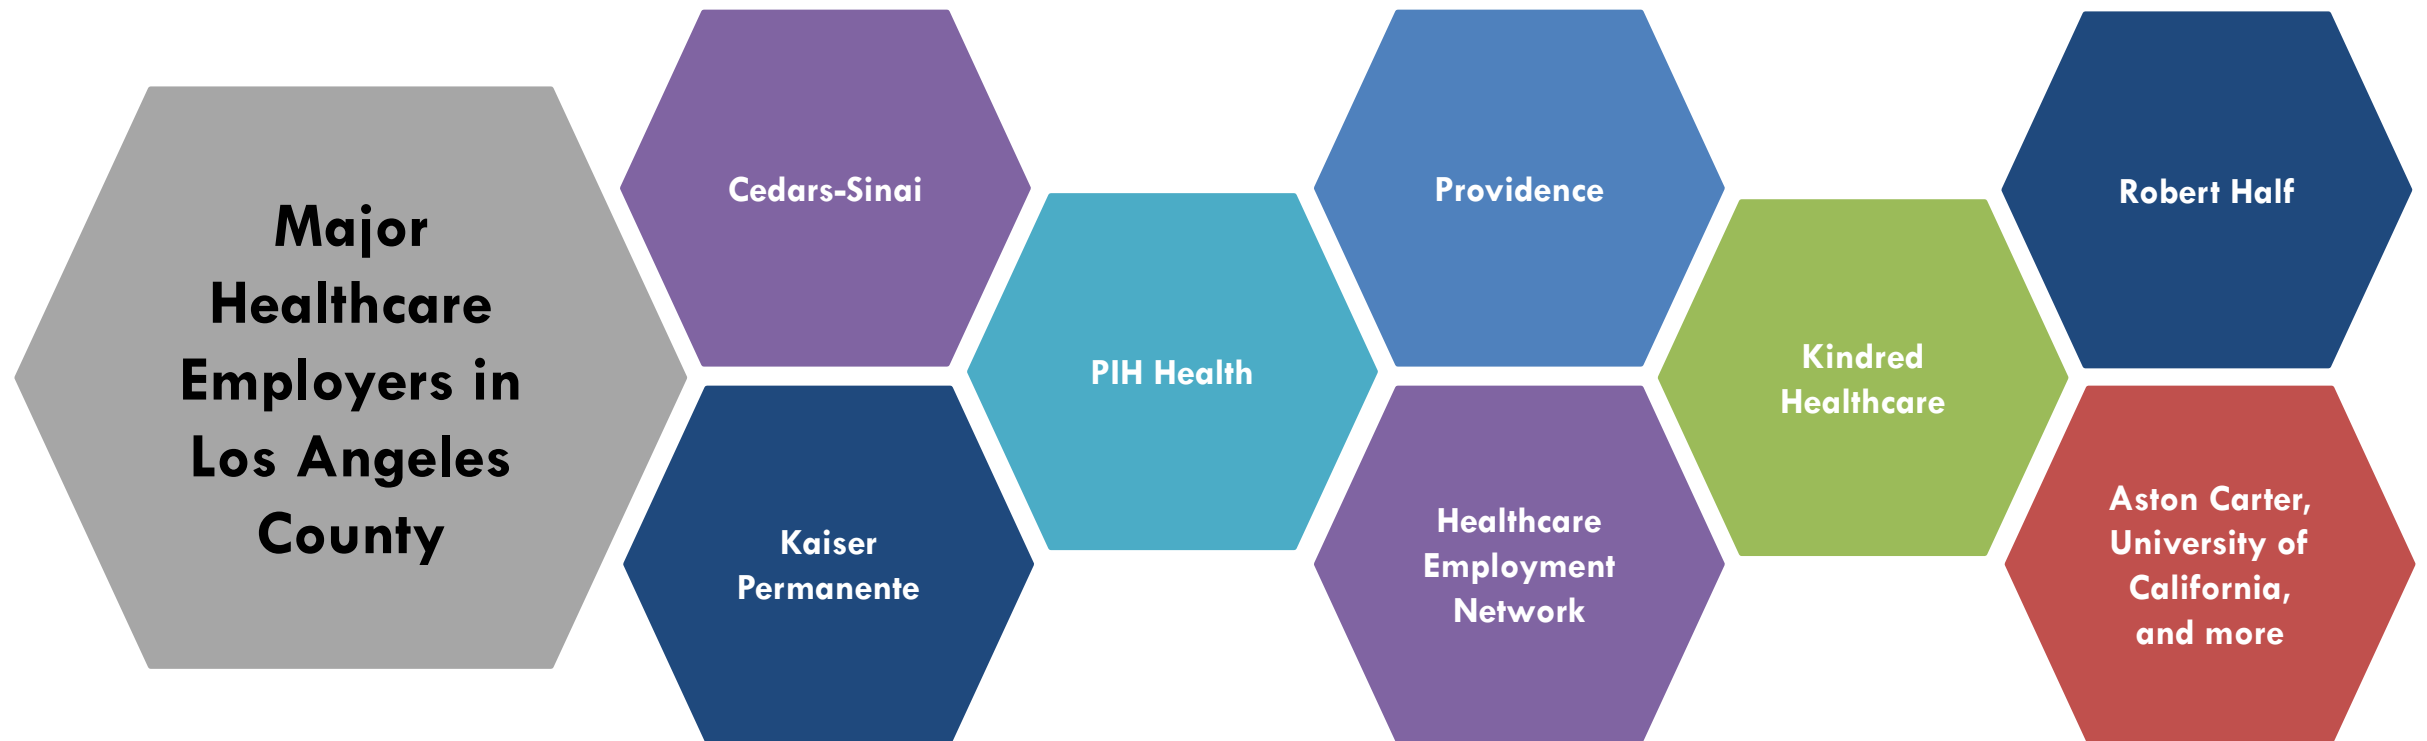 Major
Healthcare
Employers in
Los Angeles
County
Cedars-Sinai
Kaiser
Permanente
PIH Health
Providence
Healthcare
Employment
Network
Kindred
Healthcare
Robert Half
Aston Carter,
University of
California,
and more